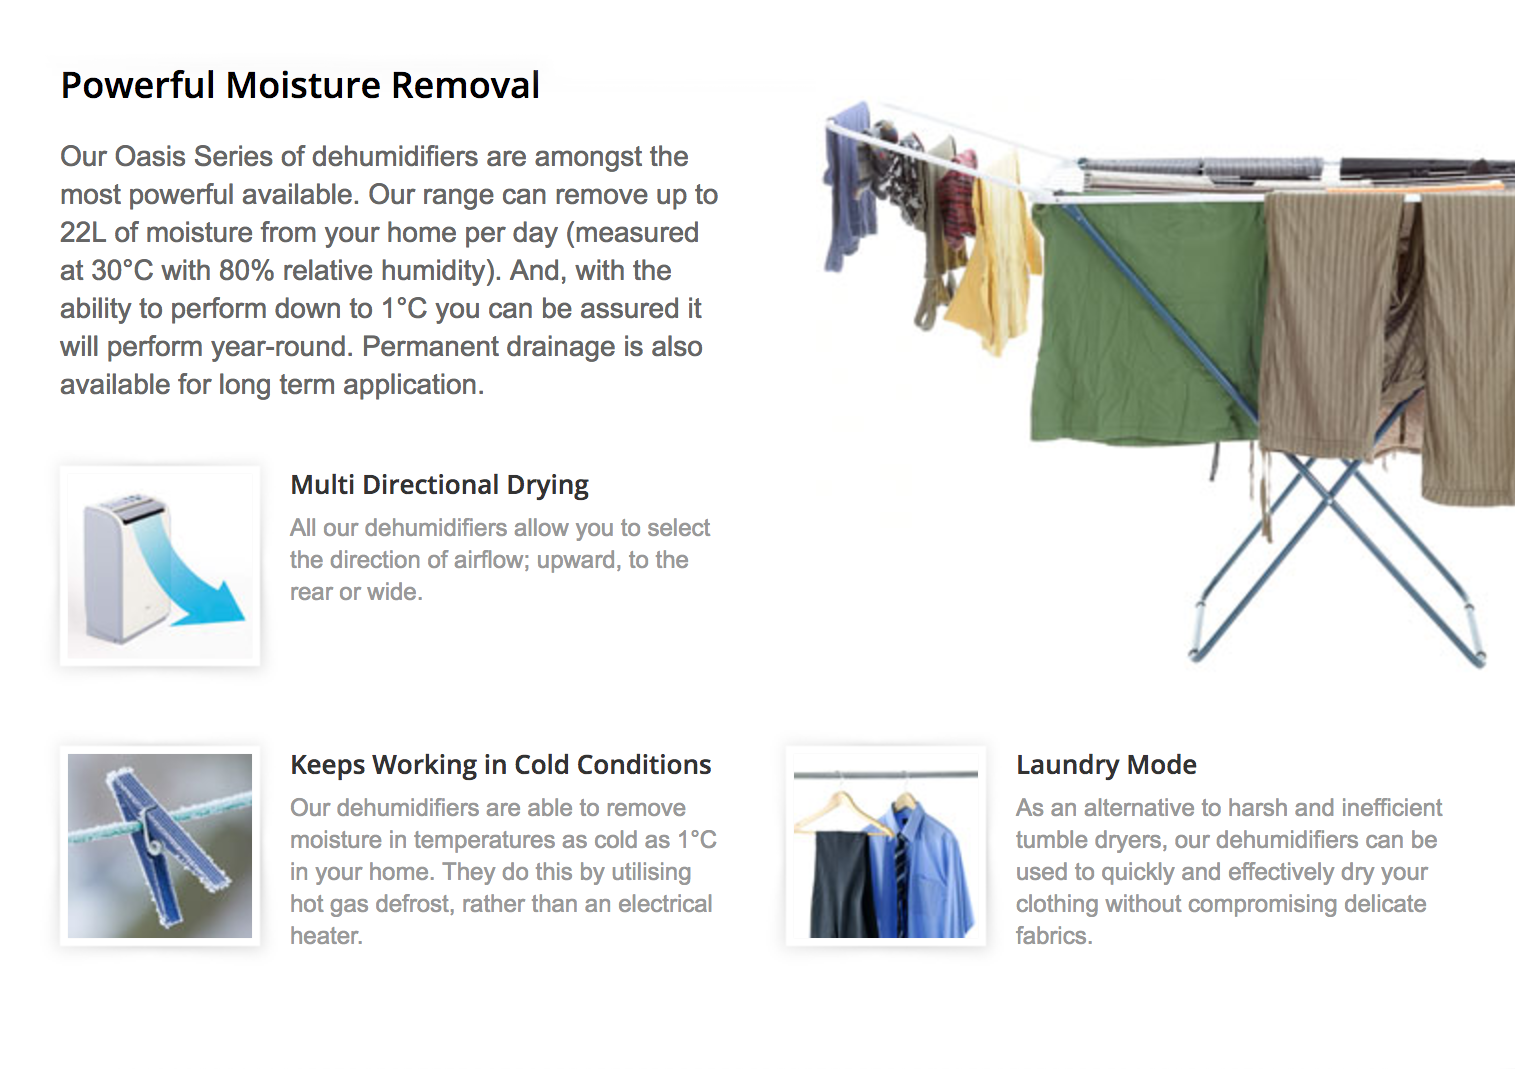 Powerful Moisture Removal
Our Oasis Series of dehumidifiers are amongst the
most powerful available. Our range can remove up to
22L of moisture from your home per day (measured
at 30°C with 80% relative humidity). And, with the
ability to perform down to 1°C you can be assured it
will perform year-round. Permanent drainage is also
available for long term application.
Multi Directional Drying
All our dehumidifiers allow you to select
the direction of airflow; upward, to the
rear or wide.
Keeps Working in Cold Conditions
Our dehumidifiers are able to remove
moisture in temperatures as cold as 1°C
in your home. They do this by utilising
hot gas defrost, rather than an electrical
heater.
Laundry Mode
As an alternative to harsh and inefficient
tumble dryers, our dehumidifiers can be
used to quickly and effectively dry your
clothing without compromising delicate
fabrics.